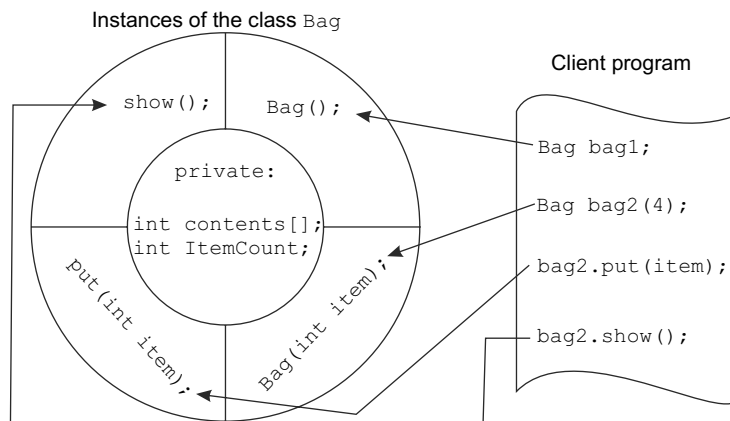 Instances of the class Bag
show();
Bag();
private:
int contents[];
int ItemCount;
put(int item);
Bag(int item);
Client program
Bag bag1;
Bag bag2(4);
bag2.put(item);
bag2.show();